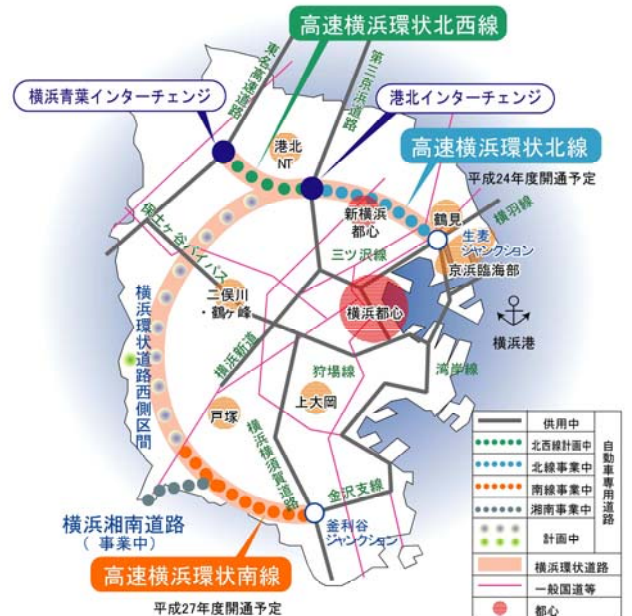 高速横浜環状北西線
東名高速道路
第三京浜道路
横浜青葉インターチェンジ
港北インターチェンジ
港北
NT
高速横浜環状北線
平成24年度開通予定
保土ヶ谷バイパス
新横浜
都心
鶴見
横羽線
生麦
ジャンクション
三ツ沢線
京浜臨海部
二俣川
・鶴ヶ峰
横浜都心
横浜港
横浜環状道路西側区間
横浜新道
狩場線
湾岸線
上大岡
戸塚
横浜横須賀道路
金沢支線
釜利谷
ジャンクション
横浜湘南道路
( 事業中)
高速横浜環状南線
平成27年度開通予定
供用中
北西線計画中
北線事業中
南線事業中
湘南事業中
計画中
自動車専用道路
横浜環状道路
一般国道等
都心